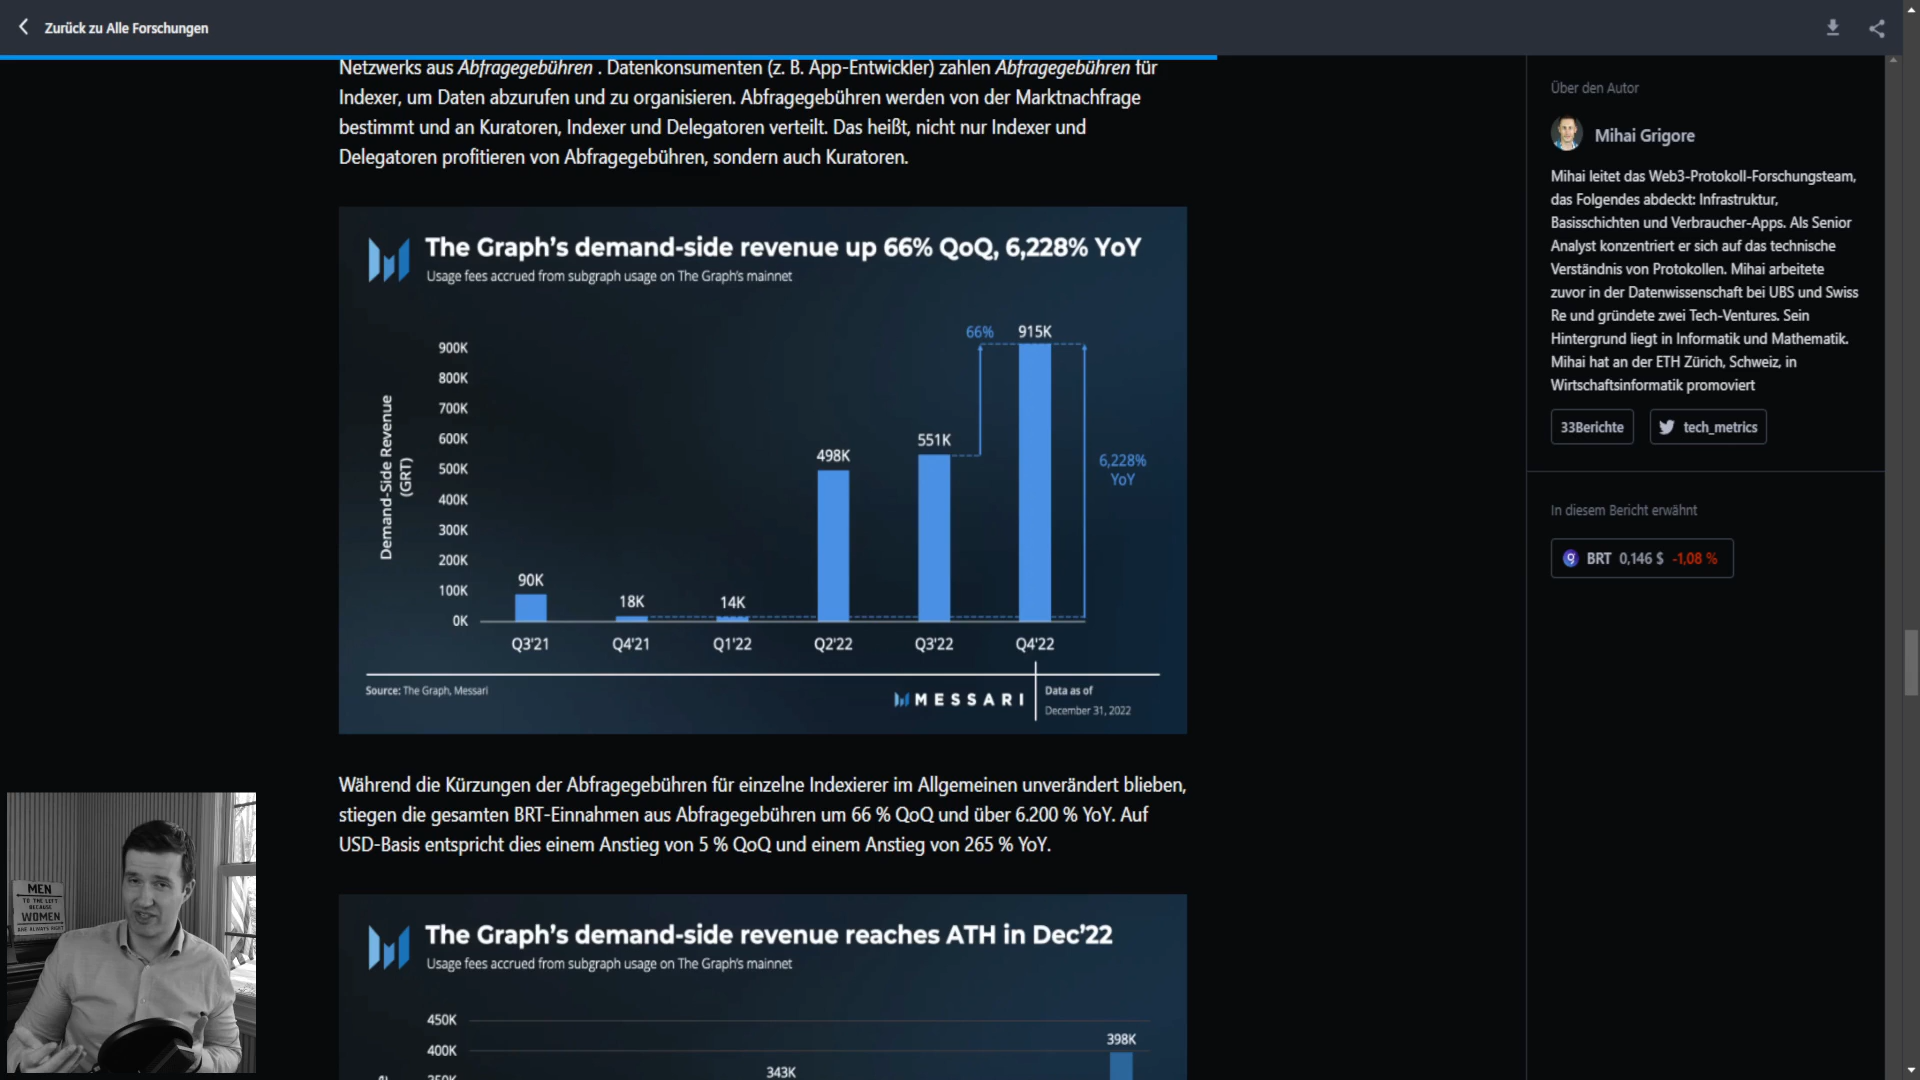 Zurück zu Alle Forschungen
Netzwerks aus Abfragegebühren . Datenkonsumenten (z. B. App-Entwickler) zahlen Abfragegebühren für
Indexer, um Daten abzurufen und zu organisieren. Abfragegebühren werden von der Marktnachfrage
bestimmt und an Kuratoren, Indexer und Delegatoren verteilt. Das heißt, nicht nur Indexer und
Delegatoren profitieren von Abfragegebühren, sondern auch Kuratoren.
The Graph's demand-side revenue up 66% QoQ, 6,228% YoY
Usage fees accrued from subgraph usage on The Graph's mainnet
Demand-Side Revenue
(GRT)
900K
800K
700K
600K
500K
400K
300K
200K
100K
0K
90K
18K
14K
498K
551K
66%
915K
6,228%
YoY
Q3'21
Q4'21
Q1'22
Q2'22
Q3'22
Q4'22
Source: The Graph, Messari
MESSARI
Data as of
December 31, 2022
Während die Kürzungen der Abfragegebühren für einzelne Indexierer im Allgemeinen unverändert blieben,
stiegen die gesamten BRT-Einnahmen aus Abfragegebühren um 66 % QoQ und über 6.200 % YoY. Auf
USD-Basis entspricht dies einem Anstieg von 5 % QoQ und einem Anstieg von 265 % YoY.
The Graph's demand-side revenue reaches ATH in Dec'22
Usage fees accrued from subgraph usage on The Graph's mainnet
450K
400K
350K
343K
398K
Über den Autor
Mihai Grigore
Mihai leitet das Web3-Protokoll-Forschungsteam,
das Folgendes abdeckt: Infrastruktur,
Basisschichten und Verbraucher-Apps. Als Senior
Analyst konzentriert er sich auf das technische
Verständnis von Protokollen. Mihai arbeitete
zuvor in der Datenwissenschaft bei UBS und Swiss
Re und gründete zwei Tech-Ventures. Sein
Hintergrund liegt in Informatik und Mathematik.
Mihai hat an der ETH Zürich, Schweiz, in
Wirtschaftsinformatik promoviert
33Berichte
tech_metrics
In diesem Bericht erwähnt
BRT 0,146 $ -1,08 %
MEN
TO THE LEFT
BECAUSE
WOMEN
ARE ALWAYS RIGHT